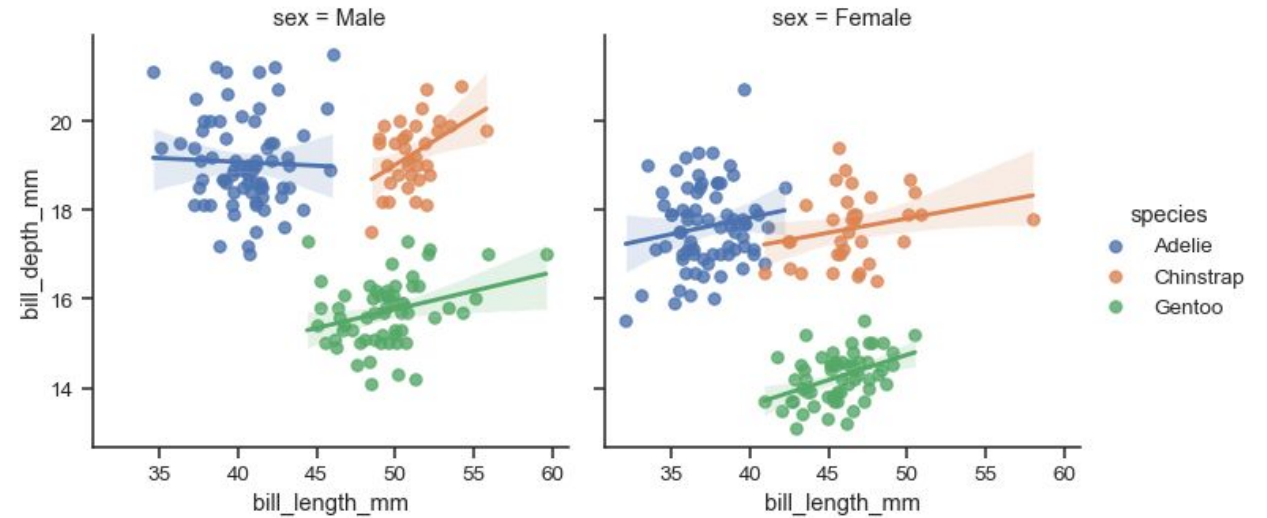 sex = Male
sex = Female
bill_depth_mm
20
18
16
14
35 40 45 50 55 60
35 40 45 50 55 60
bill_length_mm
bill_length_mm
species
Adelie
Chinstrap
Gentoo